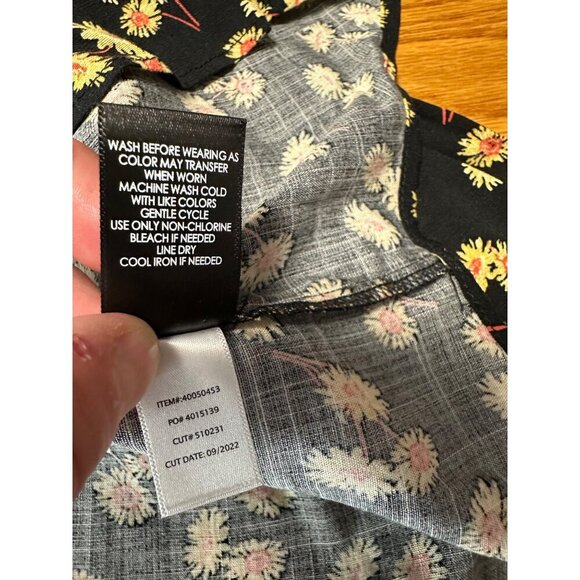 WASH BEFORE WEARING AS
COLOR MAY TRANSFER
WHEN WORN
MACHINE WASH COLD
WITH LIKE COLORS
GENTLE CYCLE
USE ONLY NON-CHLORINE
BLEACH IF NEEDED
LINE DRY
COOL IRON IF NEEDED
ITEM#:40050453
PO# 4015139
CUT# 510231
CUT DATE: 09/2022